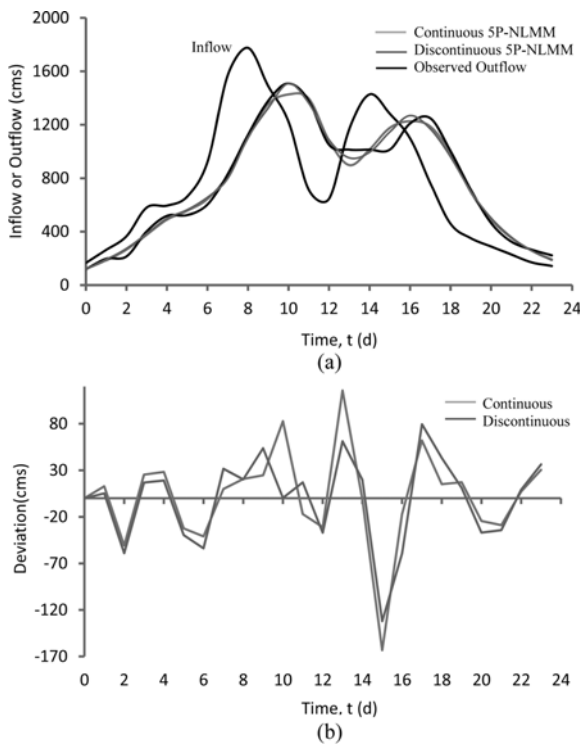 2000
1600
1200
800
400
0
Inflow or Outflow (cms)
Inflow
Continuous 5P-NLMM
Discontinuous 5P-NLMM
Observed Outflow
0 2 4 6 8 10 12 14 16 18 20 22 24
Time, t (d)
(a)
80
30
-20
-70
-120
-170
Deviation(cms)
Continuous
Discontinuous
0 2 4 6 8 10 12 14 16 18 20 22 24
Time. t (d)
(b)